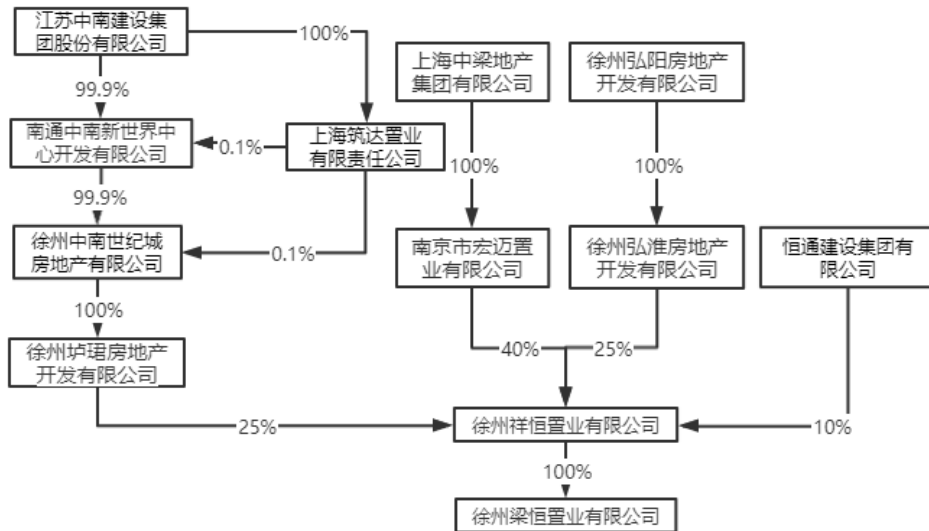 江苏中南建设集
团股份有限公司
100%
上海中梁地产
集团有限公司
徐州弘阳房地产
开发有限公司
99.9%
南通中南新世界中
心开发有限公司
0.1%
上海筑达置业
有限责任公司
100%
100%
99.9%
徐州中南世纪城
房地产有限公司
0.1%
南京市宏迈置
业有限公司
徐州弘淮房地产
开发有限公司
恒通建设集团有
限公司
100%
徐州垆珺房地产
开发有限公司
40%
25%
25%
徐州祥恒置业有限公司
10%
100%
徐州梁恒置业有限公司